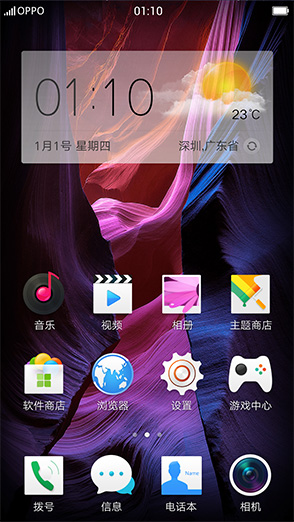 OPPO 01:10
01:10
23℃
1月1号 星期四 深圳,广东省
音乐 视频 相册 主题商店
软件商店 浏览器 设置 游戏中心
Name
拨号 信息 电话本 相机